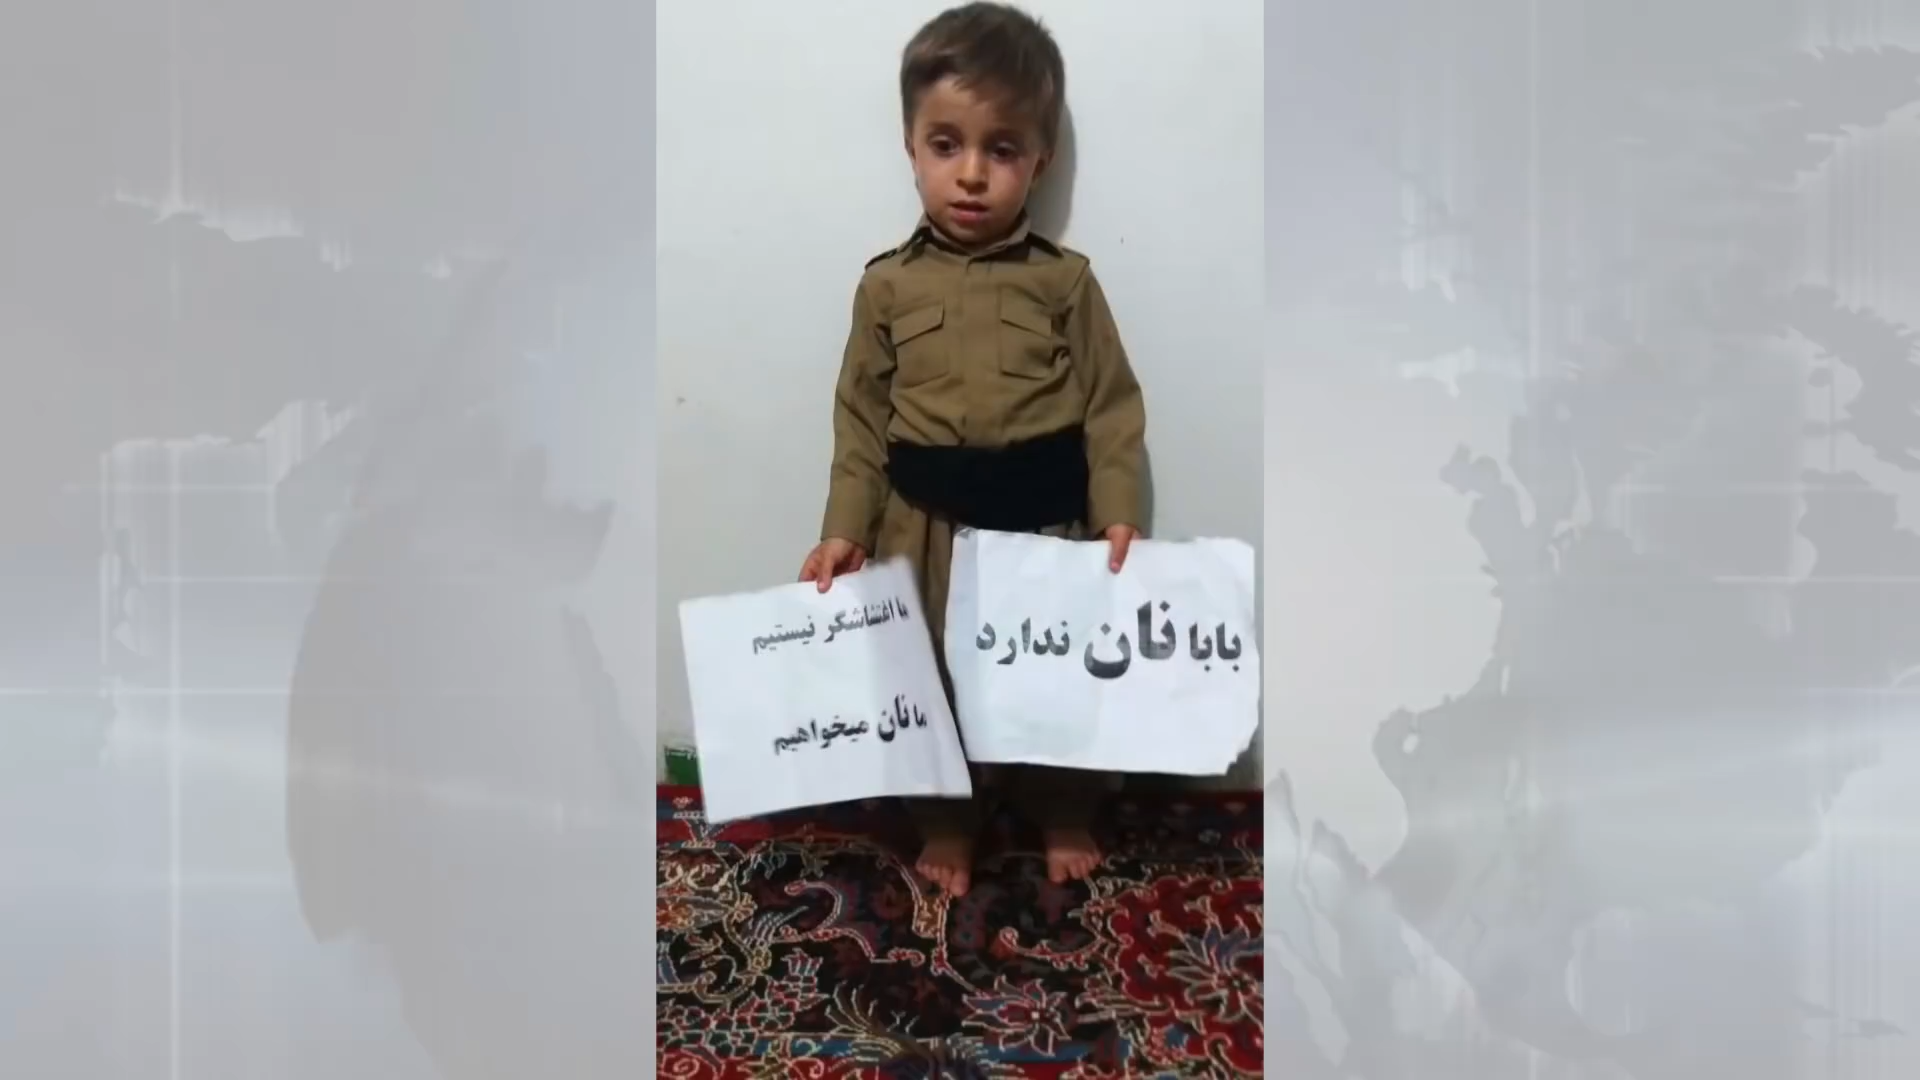 بابا نان ندارد
ما اغتشاشگر نیستیم
ما نان میخواهیم